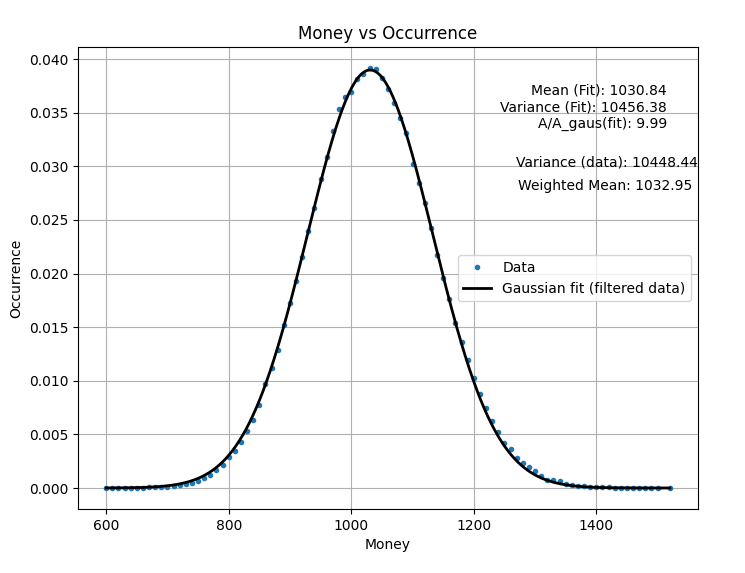 Money vs Occurrence
0.040
0.035
0.030
0.025
0.020
0.015
0.010
0.005
0.000
Occurrence
Mean (Fit): 1030.84
Variance (Fit): 10456.38
A/A_gaus(fit): 9.99
Variance (data): 10448.44
Weighted Mean: 1032.95
Data
Gaussian fit (filtered data)
600 800 1000 1200 1400
Money